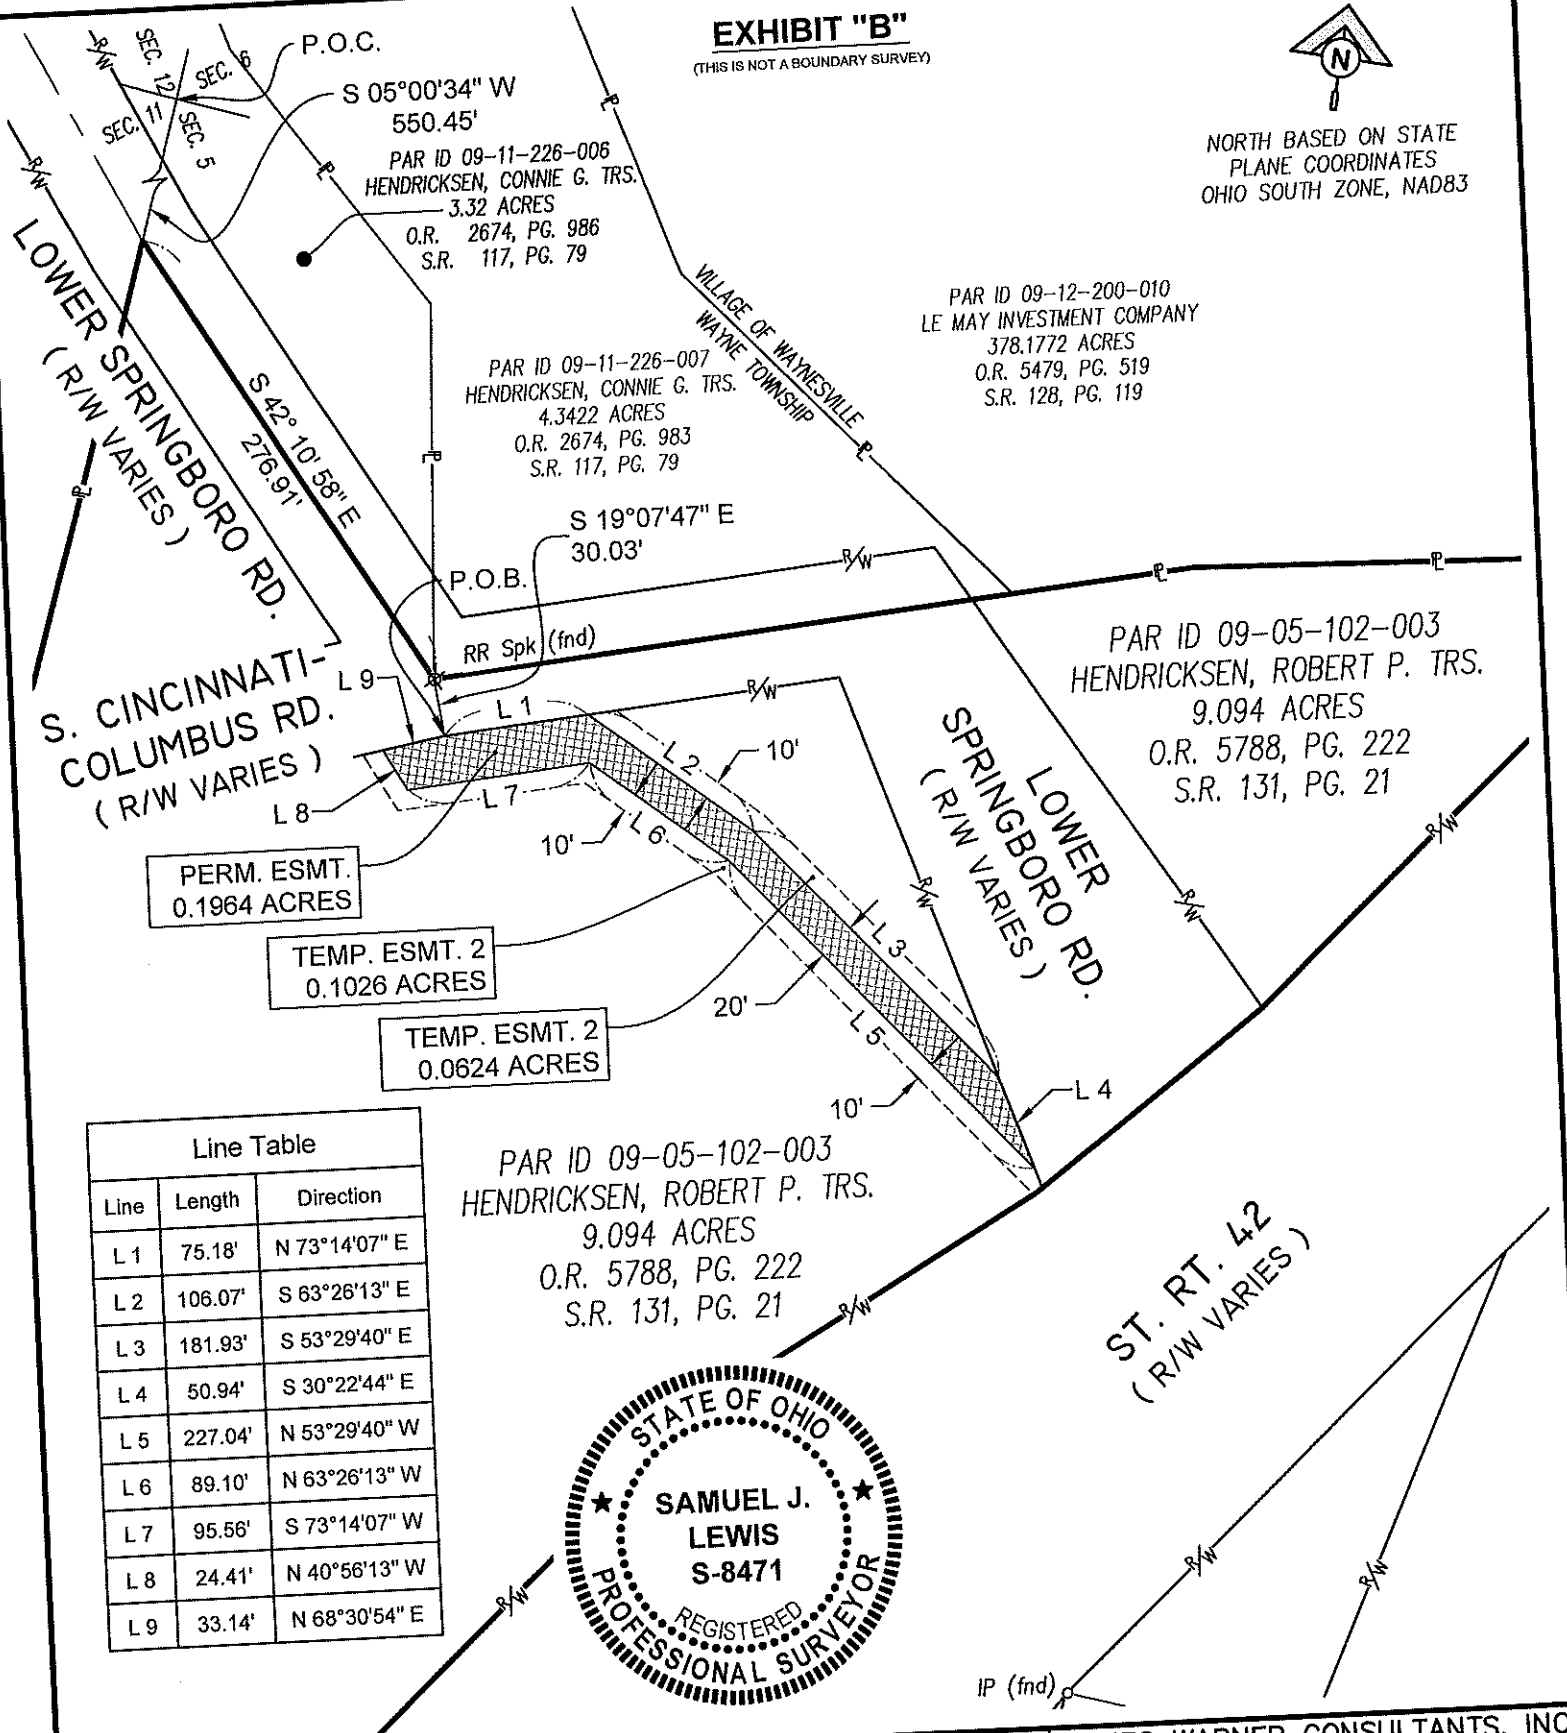 EXHIBIT "B"
(THIS IS NOT A BOUNDARY SURVEY)
N
NORTH BASED ON STATE
PLANE COORDINATES
OHIO SOUTH ZONE, NAD83
R/W
SEC. 12
SEC. 6
SEC. 11
SEC. 5
P.O.C.
S 05°00'34" W
550.45'
PAR ID 09-11-226-006
HENDRICKSEN, CONNIE G. TRS.
3.32 ACRES
O.R. 2674, PG. 986
S.R. 117, PG. 79
PL
PL
R/W
LOWER SPRINGBORO RD.
( R/W VARIES )
PL
S 42° 10' 58" E
276.91'
PL
PAR ID 09-11-226-007
HENDRICKSEN, CONNIE G. TRS.
4.3422 ACRES
O.R. 2674, PG. 983
S.R. 117, PG. 79
VILLAGE OF WAYNESVILLE
WAYNE TOWNSHIP
PL
PAR ID 09-12-200-010
LE MAY INVESTMENT COMPANY
378.1772 ACRES
O.R. 5479, PG. 519
S.R. 128, PG. 119
S 19°07'47" E
30.03'
P.O.B.
RR Spk (fnd)
R/W
PL
PL
PAR ID 09-05-102-003
HENDRICKSEN, ROBERT P. TRS.
9.094 ACRES
O.R. 5788, PG. 222
S.R. 131, PG. 21
S. CINCINNATI-
COLUMBUS RD.
( R/W VARIES )
L 9
L 1
R/W
L 2
10'
L 8
L 7
10'
L 6
LOWER
SPRINGBORO RD.
( R/W VARIES )
R/W
R/W
R/W
PERM. ESMT.
0.1964 ACRES
TEMP. ESMT. 2
0.1026 ACRES
TEMP. ESMT. 2
0.0624 ACRES
L 3
20'
L 5
10'
L 4
PAR ID 09-05-102-003
HENDRICKSEN, ROBERT P. TRS.
9.094 ACRES
O.R. 5788, PG. 222
S.R. 131, PG. 21
R/W
ST. RT. 42
( R/W VARIES )
Line Table
Line Length Direction
L 1 75.18' N 73°14'07" E
L 2 106.07' S 63°26'13" E
L 3 181.93' S 53°29'40" E
L 4 50.94' S 30°22'44" E
L 5 227.04' N 53°29'40" W
L 6 89.10' N 63°26'13" W
L 7 95.56' S 73°14'07" W
L 8 24.41' N 40°56'13" W
L 9 33.14' N 68°30'54" E
STATE OF OHIO
SAMUEL J.
LEWIS
S-8471
REGISTERED
PROFESSIONAL SURVEYOR
R/W
R/W
R/W
IP (fnd)
WARNER CONSULTANTS, INC